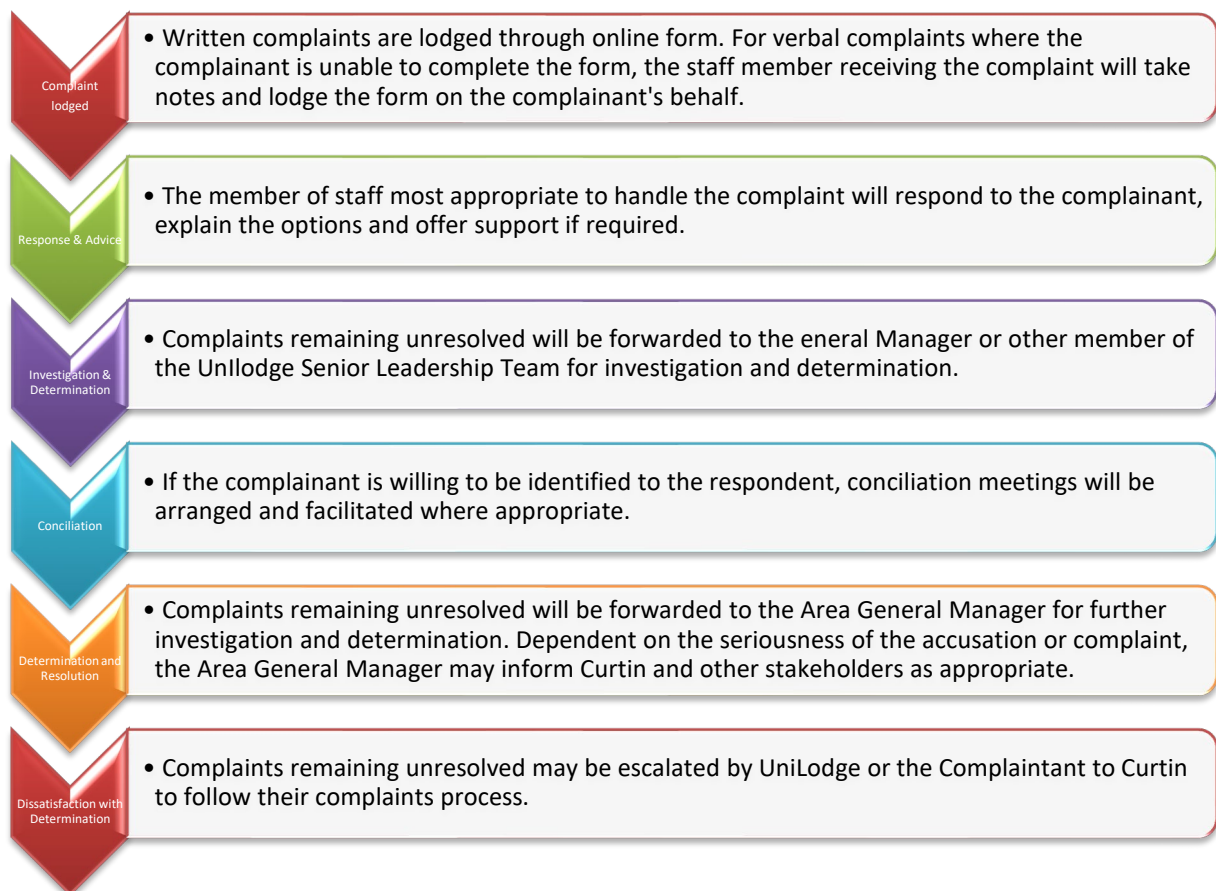 Complaint
lodged
• Written complaints are lodged through online form. For verbal complaints where the
complainant is unable to complete the form, the staff member receiving the complaint will take
notes and lodge the form on the complainant's behalf.
Response & Advice
• The member of staff most appropriate to handle the complaint will respond to the complainant,
explain the options and offer support if required.
Investigation &
Determination
• Complaints remaining unresolved will be forwarded to the eneral Manager or other member of
the UnIlodge Senior Leadership Team for investigation and determination.
Conciliation
• If the complainant is willing to be identified to the respondent, conciliation meetings will be
arranged and facilitated where appropriate.
Determination and
Resolution
• Complaints remaining unresolved will be forwarded to the Area General Manager for further
investigation and determination. Dependent on the seriousness of the accusation or complaint,
the Area General Manager may inform Curtin and other stakeholders as appropriate.
Dissatisfaction with
Determination
• Complaints remaining unresolved may be escalated by UniLodge or the Complaintant to Curtin
to follow their complaints process.